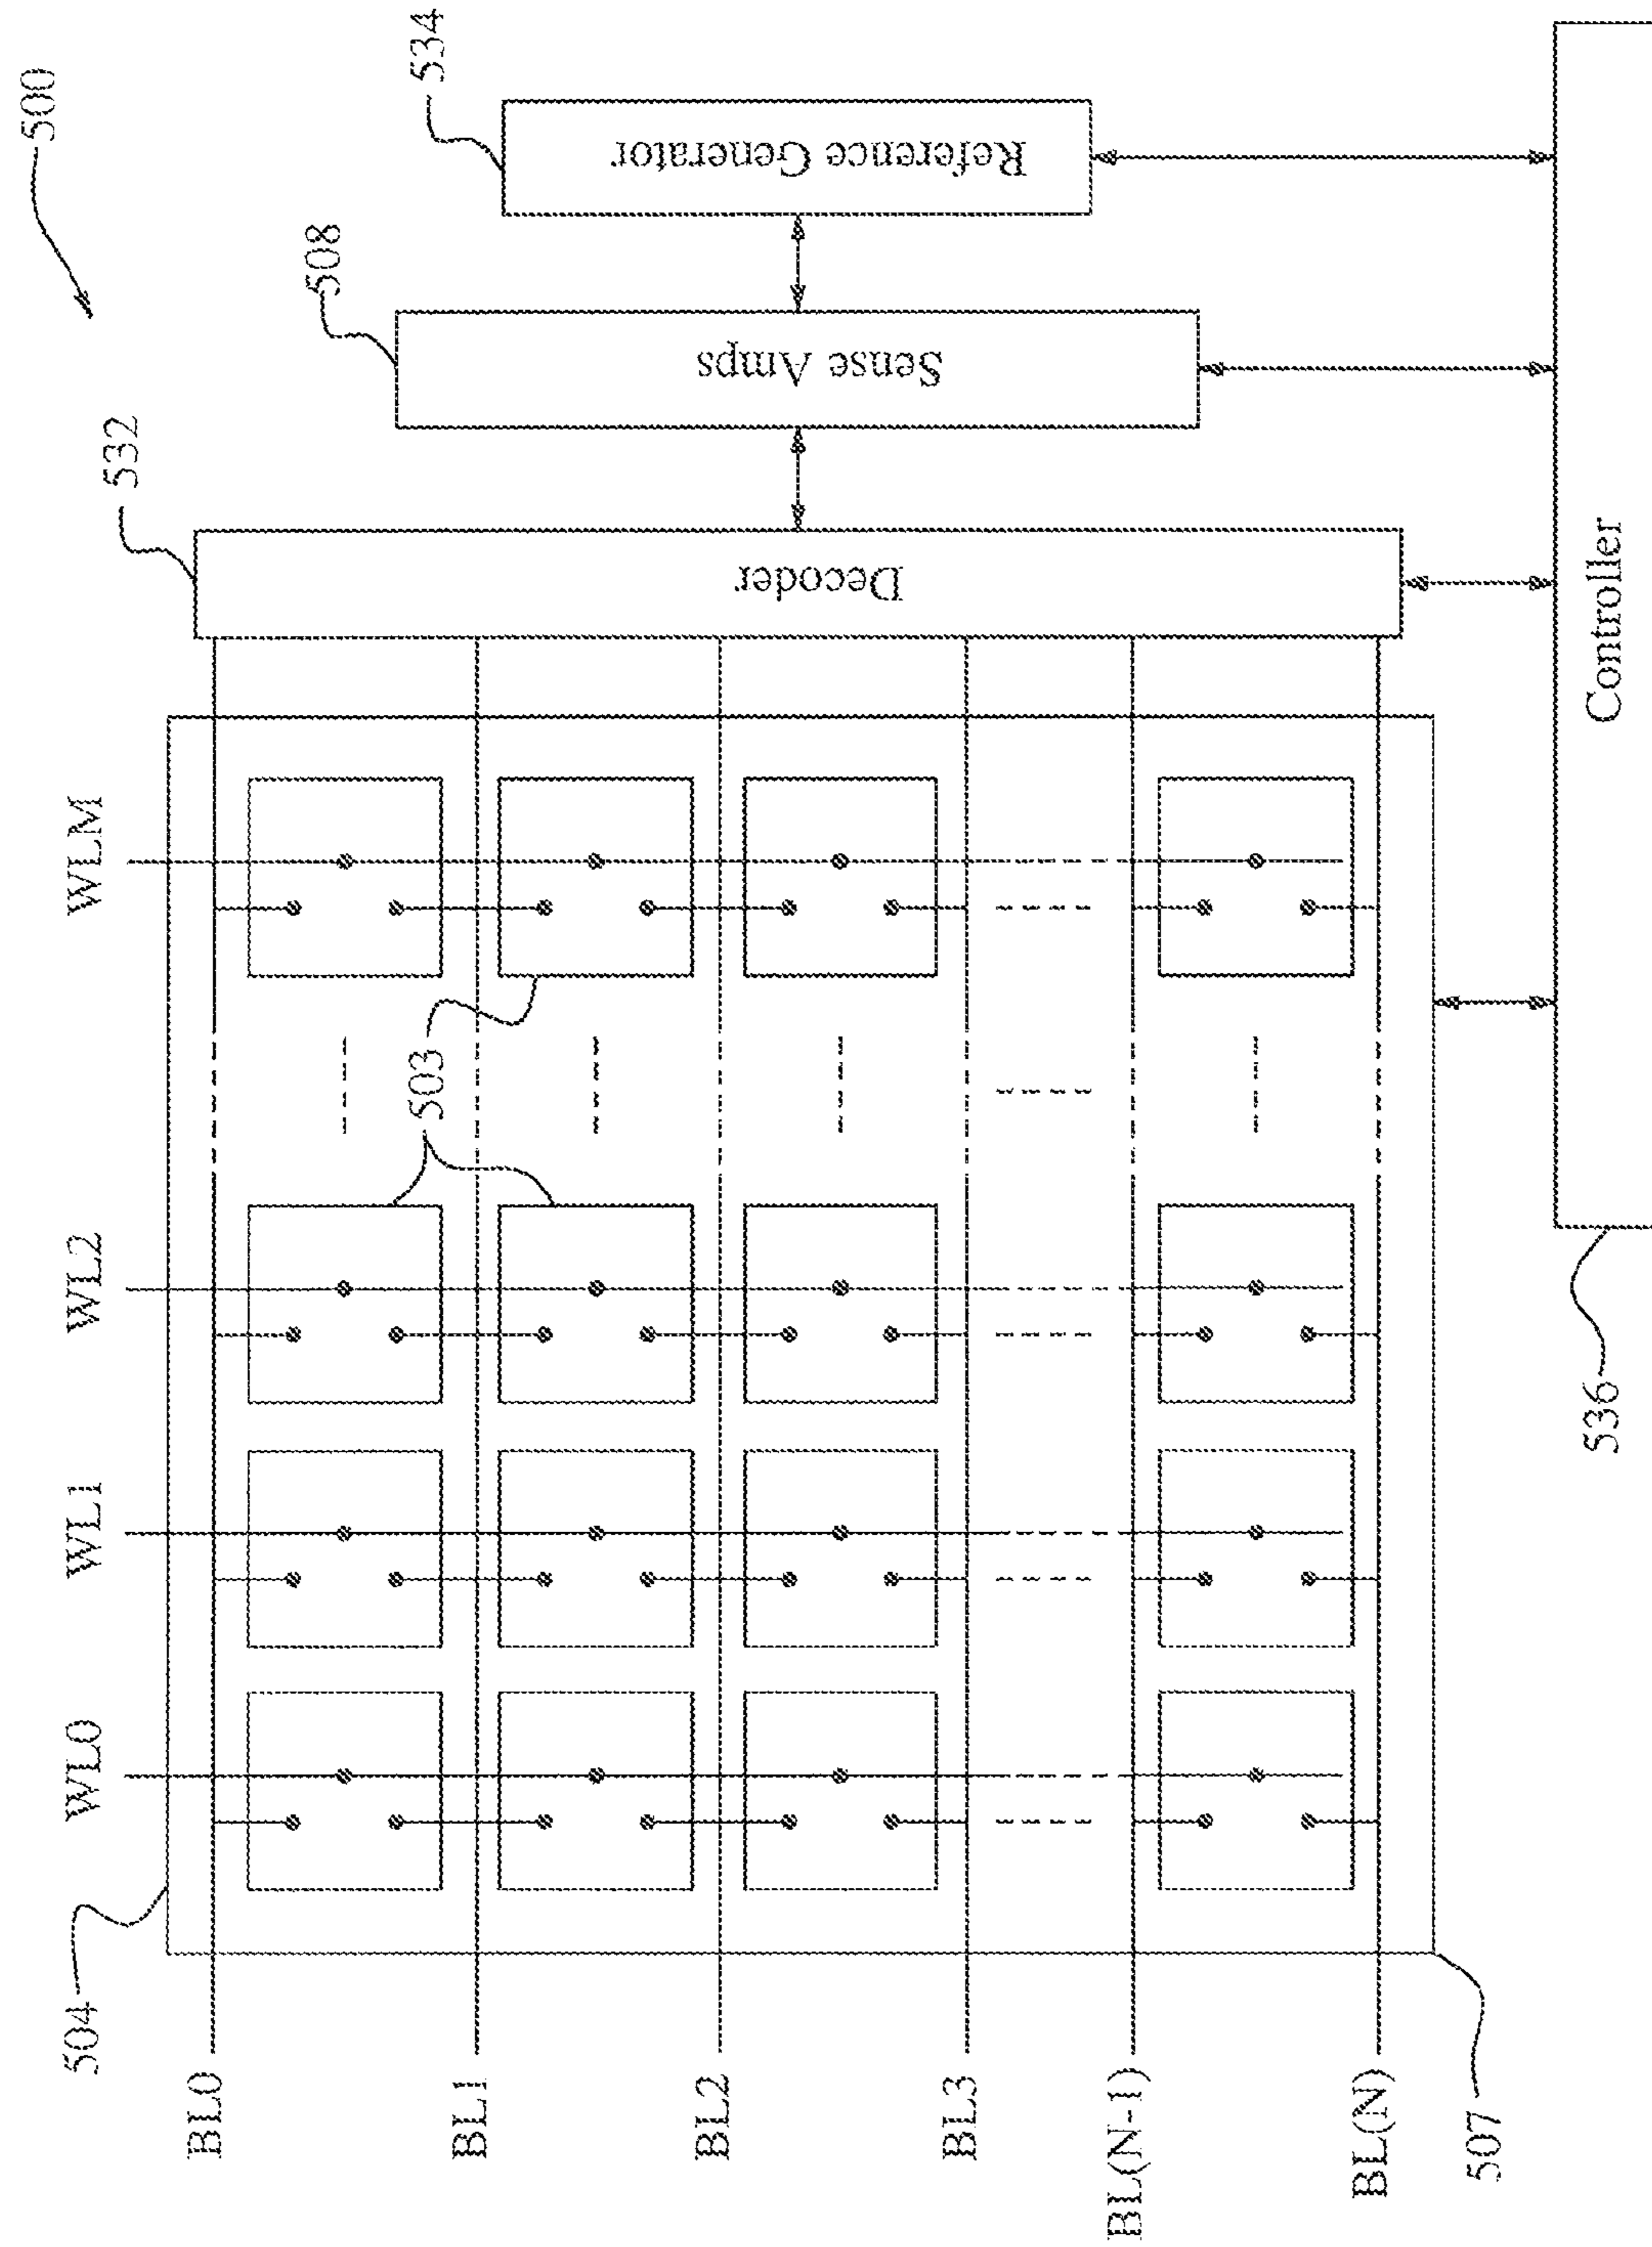 500
534
Reference Generator
508
Sense Amps
532
Decoder
WLM
WL2
WL1
WL0
503
504
BL0
BL1
BL2
BL3
BL(N-1)
BL(N)
507
Controller
536